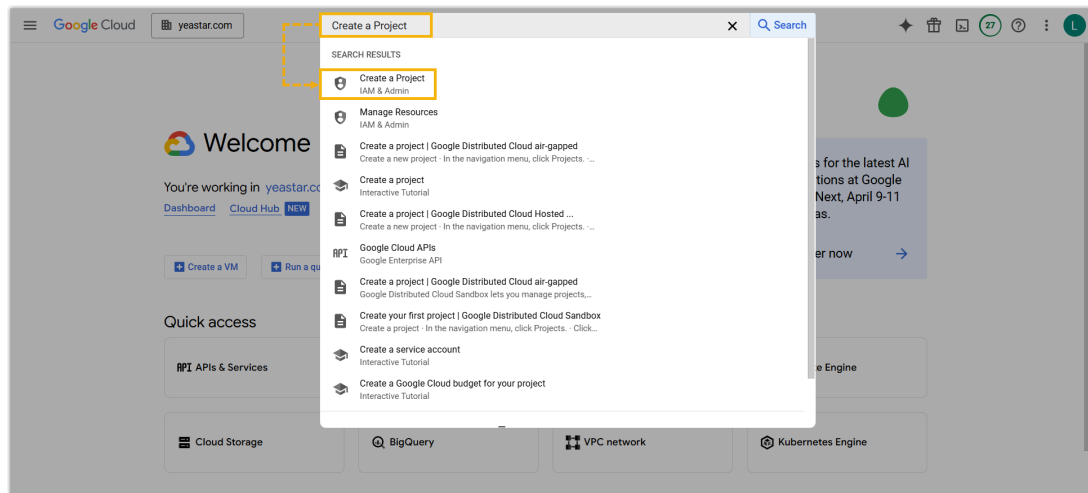 Google Cloud
yeastar.com
Create a Project
Search
27
L
SEARCH RESULTS
Create a Project
IAM & Admin
Manage Resources
IAM & Admin
Create a project | Google Distributed Cloud air-gapped
Create a new project · In the navigation menu, click Projects. ·...
Create a project
Interactive Tutorial
Create a project | Google Distributed Cloud Hosted ...
Create a new project · In the navigation menu, click Projects. ·...
API
Google Cloud APIs
Google Enterprise API
Create a project | Google Distributed Cloud air-gapped
Google Distributed Cloud Sandbox lets you manage projects,...
Create your first project | Google Distributed Cloud Sandbox
Create a project · In the navigation menu, click Projects. · Click...
Create a service account
Interactive Tutorial
Create a Google Cloud budget for your project
Interactive Tutorial
Welcome
You're working in yeastar.co
Dashboard Cloud Hub NEW
Create a VM
Run a qu
s for the latest AI
tions at Google
Next, April 9-11
as.
er now
Quick access
API APIs & Services
e Engine
Cloud Storage
BigQuery
VPC network
Kubernetes Engine